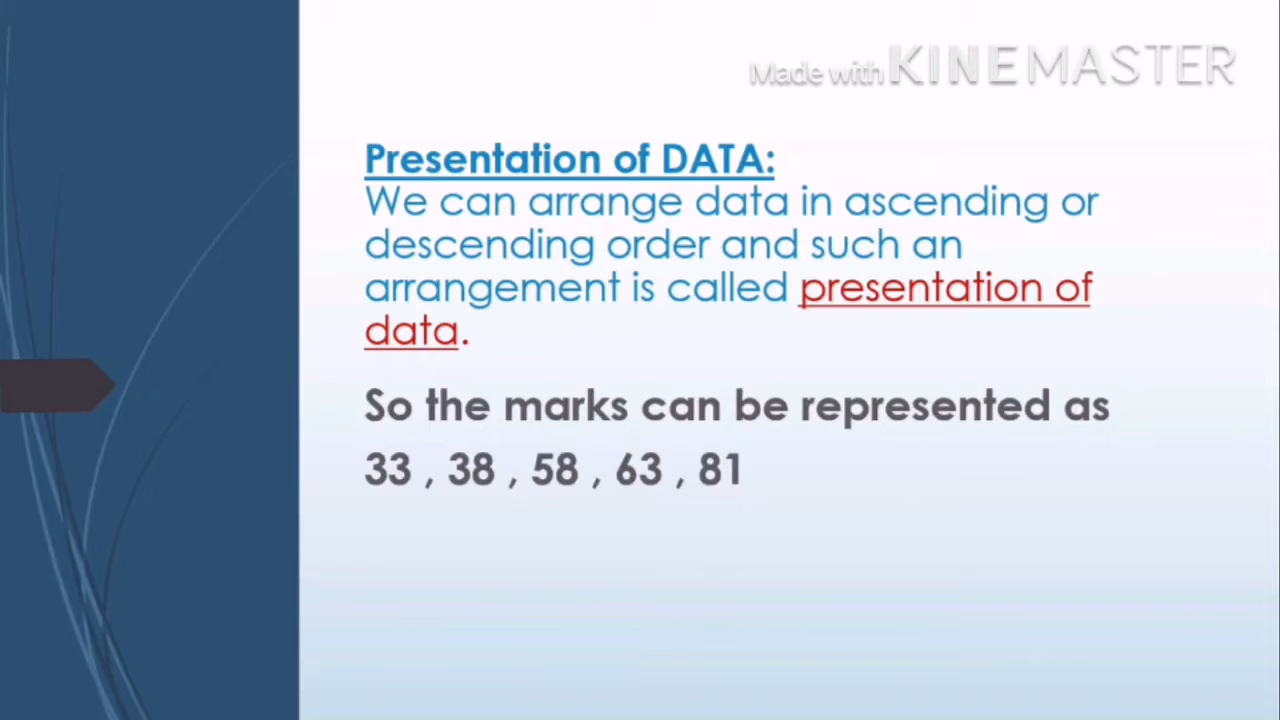 Made with KINEMASTER
Presentation of DATA:
We can arrange data in ascending or
descending order and such an
arrangement is called presentation of
data.
So the marks can be represented as
33 , 38 , 58 , 63 , 81